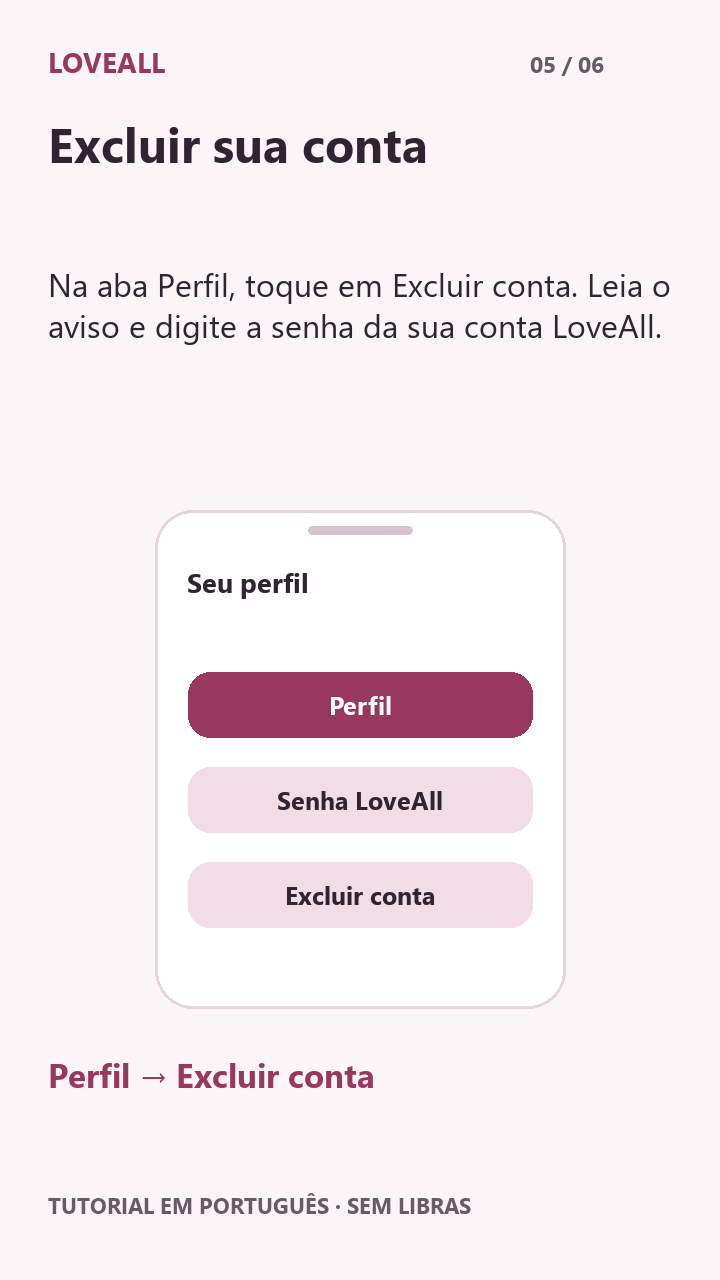 LOVEALL
05 / 06
Excluir sua conta
Na aba Perfil, toque em Excluir conta. Leia o
aviso e digite a senha da sua conta LoveAll.
Seu perfil
Perfil
Senha LoveAll
Excluir conta
Perfil → Excluir conta
TUTORIAL EM PORTUGUÊS · SEM LIBRAS